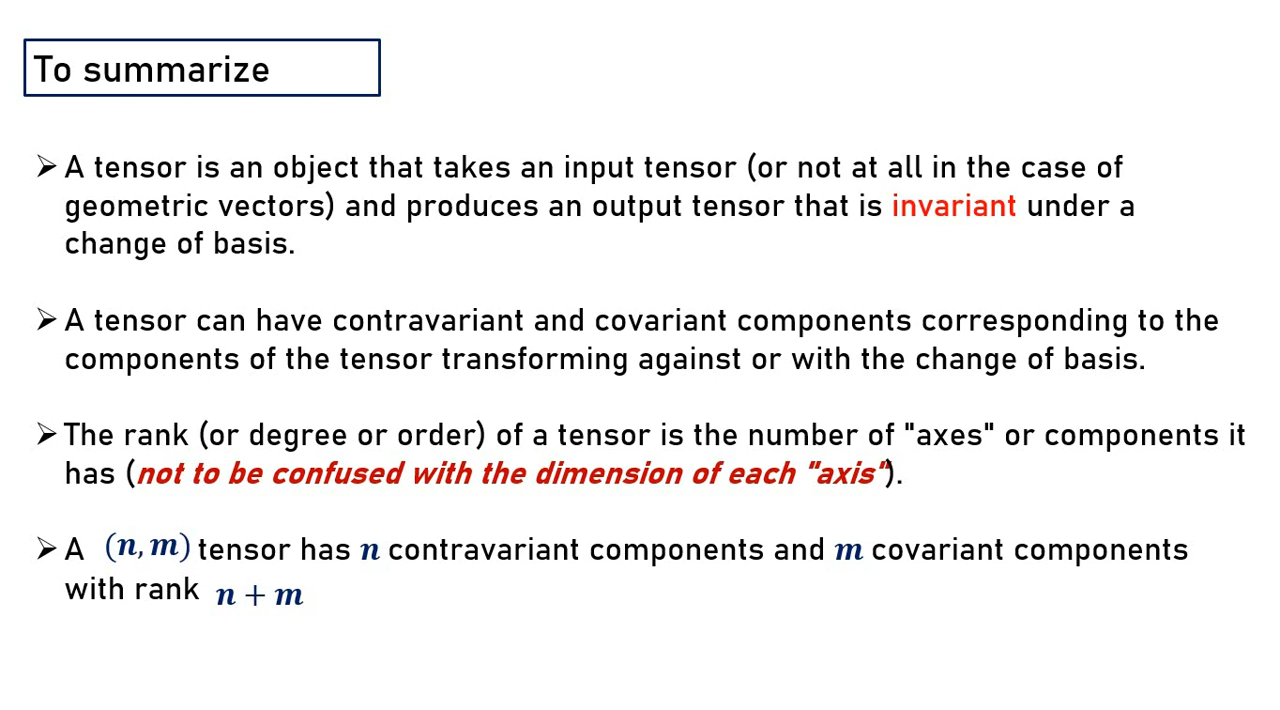 To summarize
➢ A tensor is an object that takes an input tensor (or not at all in the case of
geometric vectors) and produces an output tensor that is invariant under a
change of basis.
➢ A tensor can have contravariant and covariant components corresponding to the
components of the tensor transforming against or with the change of basis.
➢ The rank (or degree or order) of a tensor is the number of "axes" or components it
has (not to be confused with the dimension of each "axis").
➢ A (n, m) tensor has n contravariant components and m covariant components
with rank n + m